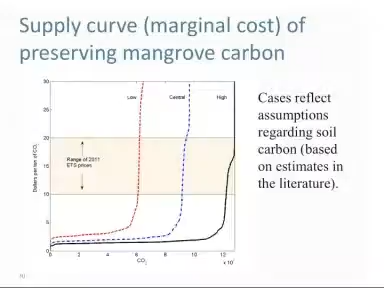 Supply curve (marginal cost) of
preserving mangrove carbon
30
25
20
15
10
5
0
Dollars per ton of CO2
Low
Central
High
Range of 2011
ETS prices
0 2 4 6 8 10 12
CO2
x 10
Cases reflect
assumptions
regarding soil
carbon (based
on estimates in
the literature).